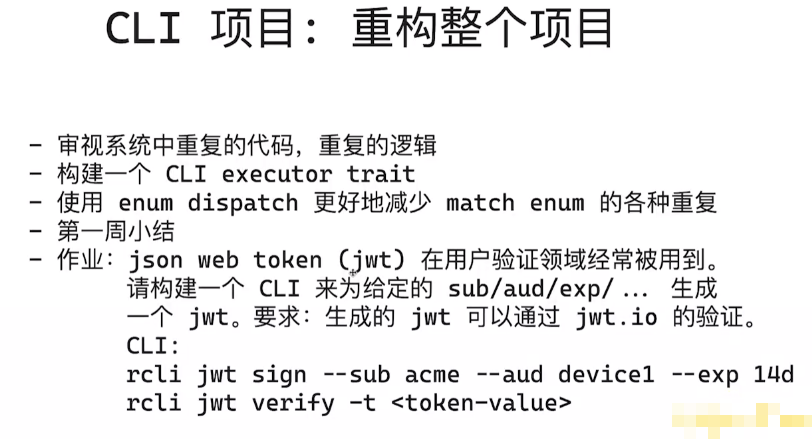 CLI 项目: 重构整个项目
- 审视系统中重复的代码，重复的逻辑
- 构建一个 CLI executor trait
- 使用 enum dispatch 更好地减少 match enum 的各种重复
- 第一周小结
- 作业: json web token (jwt) 在用户验证领域经常被用到。
请构建一个 CLI 来为给定的 sub/aud/exp/... 生成
一个 jwt。要求: 生成的 jwt 可以通过 jwt.io 的验证。
CLI:
rcli jwt sign --sub acme --aud device1 --exp 14d
rcli jwt verify -t <token-value>